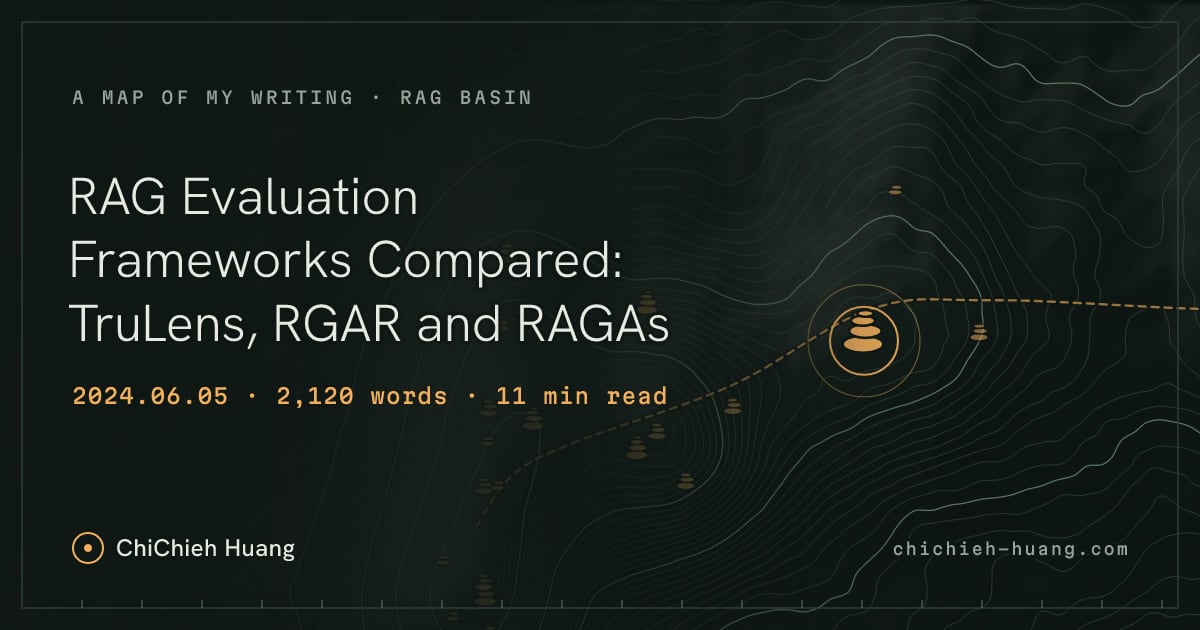 A MAP OF MY WRITING · RAG BASIN
RAG Evaluation
Frameworks Compared:
TruLens, RGAR and RAGAs
2024.06.05 · 2,120 words · 11 min read
ChiChieh Huang
chichieh-huang.com